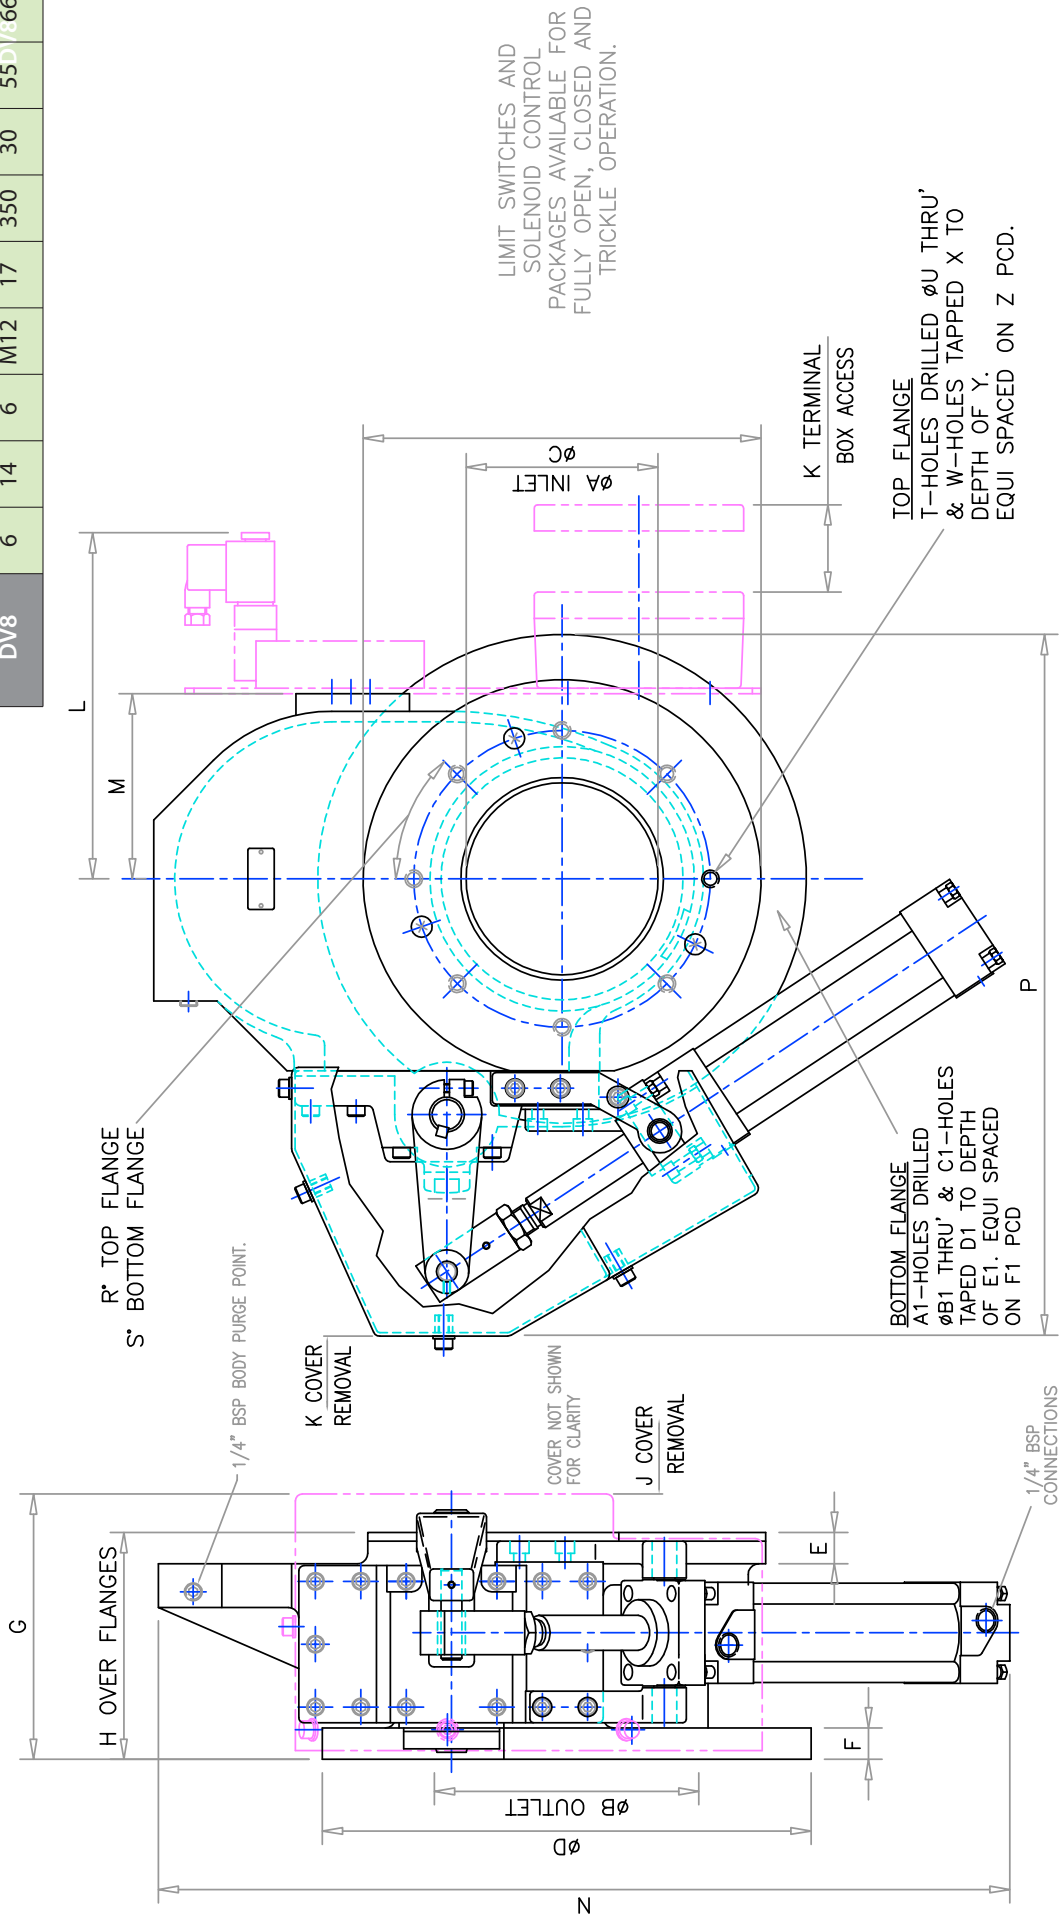 DV8
6
14
6
M12
17
350
30
55
66
DV8
LIMIT SWITCHES AND
SOLENOID CONTROL
PACKAGES AVAILABLE FOR
FULLY OPEN, CLOSED AND
TRICKLE OPERATION.
L
M
ØC
ØA INLET
K TERMINAL
BOX ACCESS
TOP FLANGE
T-HOLES DRILLED ØU THRU'
& W-HOLES TAPPED X TO
DEPTH OF Y.
EQUI SPACED ON Z PCD.
P
R° TOP FLANGE
S° BOTTOM FLANGE
BOTTOM FLANGE
A1-HOLES DRILLED
ØB1 THRU' & C1-HOLES
TAPED D1 TO DEPTH
OF E1. EQUI SPACED
ON F1 PCD
1/4" BSP BODY PURGE POINT.
K COVER
REMOVAL
COVER NOT SHOWN
FOR CLARITY
J COVER
REMOVAL
1/4" BSP
CONNECTIONS
G
H OVER FLANGES
E
F
ØB OUTLET
ØD
N